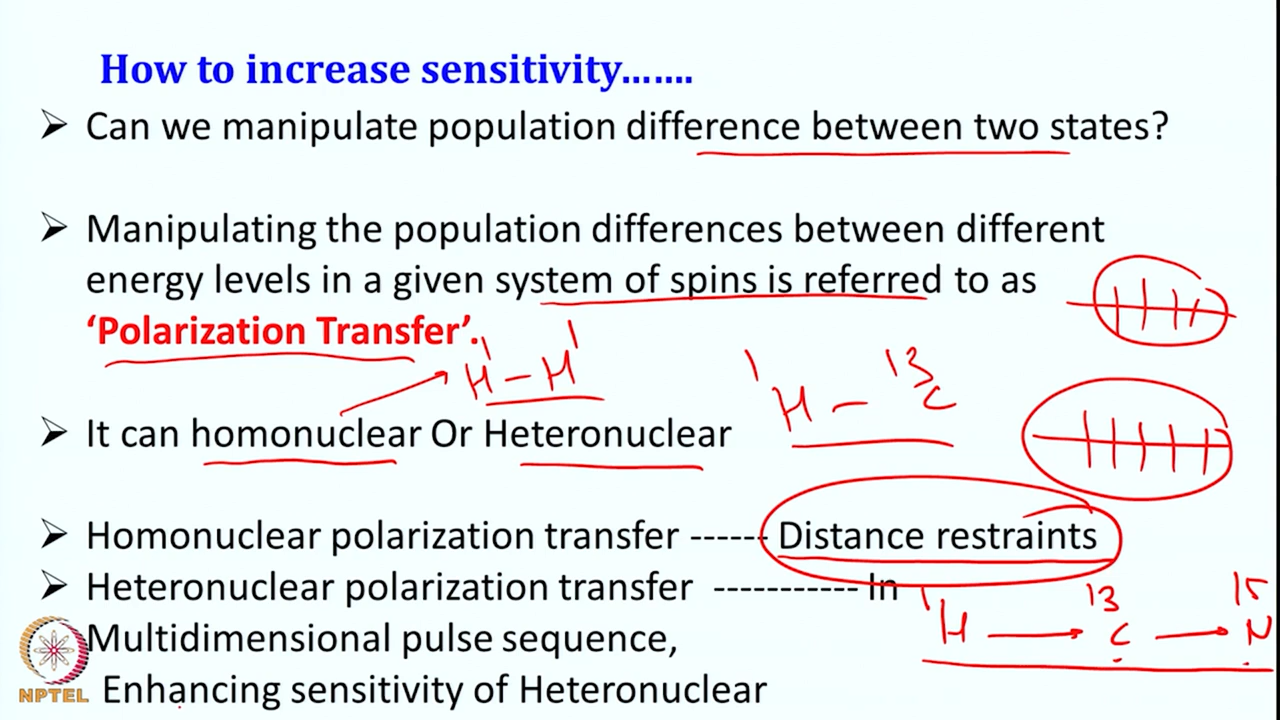 How to increase sensitivity.......
➤ Can we manipulate population difference between two states?
➤ Manipulating the population differences between different
energy levels in a given system of spins is referred to as
‘Polarization Transfer’.
¹H – H¹
¹H – ¹³C
➤ It can homonuclear Or Heteronuclear
➤ Homonuclear polarization transfer ------ Distance restraints
➤ Heteronuclear polarization transfer ----------- In
¹H → ¹³C → ¹⁵N
Multidimensional pulse sequence,
Enhancing sensitivity of Heteronuclear
NPTEL